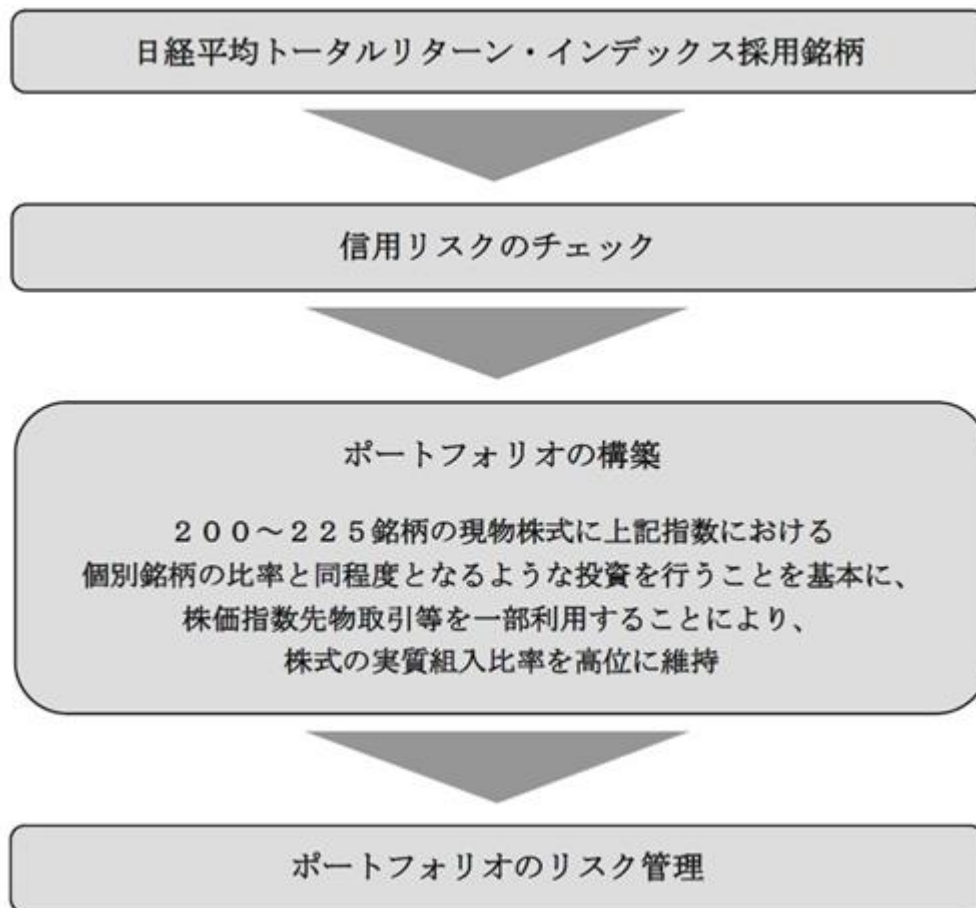 日経平均トータルリターン・インデックス採用銘柄
信用リスクのチェック
ポートフォリオの構築
２００～２２５銘柄の現物株式に上記指数における
個別銘柄の比率と同程度となるような投資を行うことを基本に、
株価指数先物取引等を一部利用することにより、
株式の実質組入比率を高位に維持
ポートフォリオのリスク管理